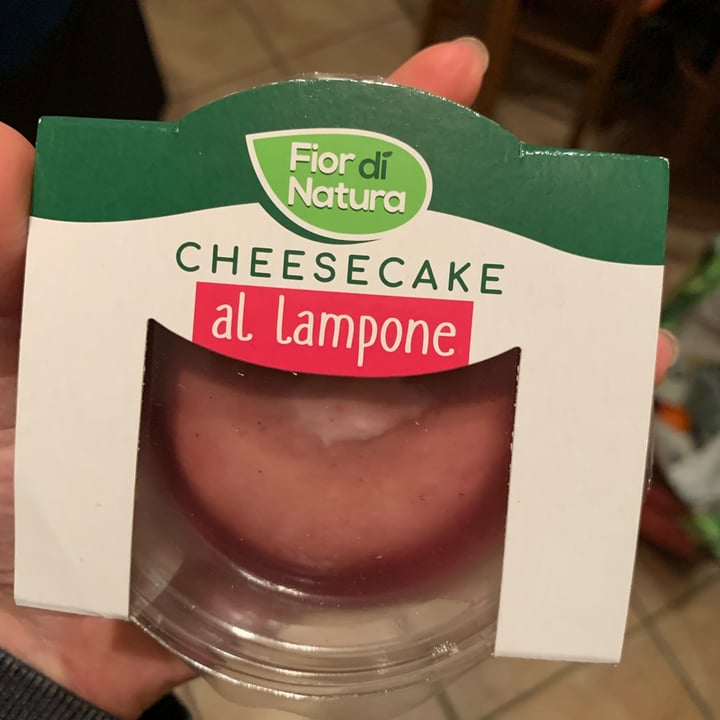 Fior di
Natura
CHEESECAKE
al lampone